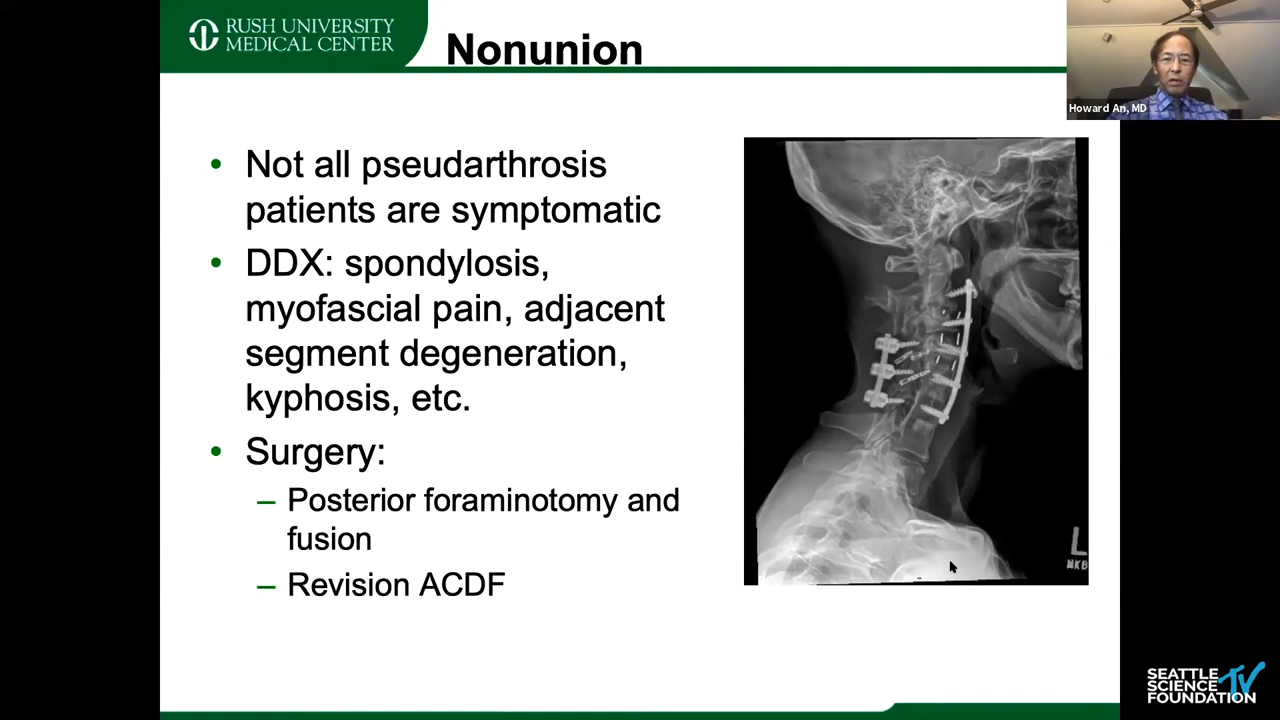 RUSH UNIVERSITY
MEDICAL CENTER
Nonunion
Howard An, MD
• Not all pseudarthrosis
patients are symptomatic
• DDX: spondylosis,
myofascial pain, adjacent
segment degeneration,
kyphosis, etc.
• Surgery:
– Posterior foraminotomy and
fusion
– Revision ACDF
L
MKB
SEATTLE
SCIENCE TV
FOUNDATION